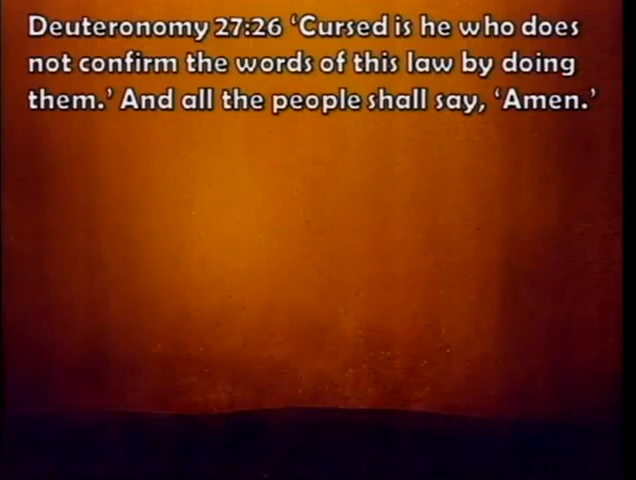 Deuteronomy 27:26 ‘Cursed is he who does
not confirm the words of this law by doing
them.’ And all the people shall say, ‘Amen.’